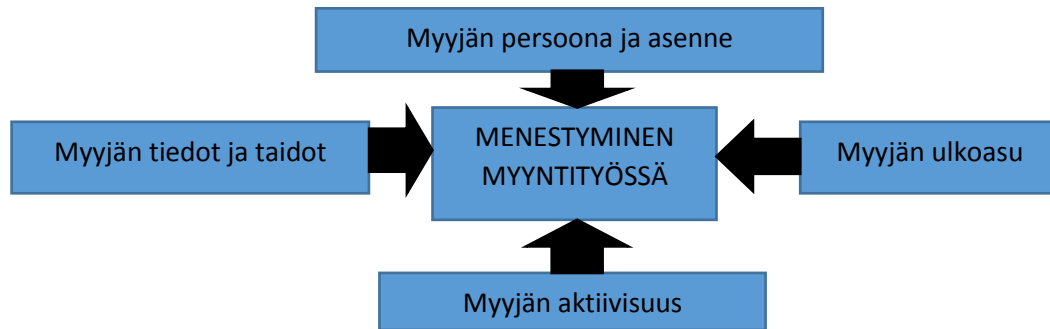 Myyjän persoona ja asenne
Myyjän tiedot ja taidot
MENESTYMINEN
MYYNTITYÖSSÄ
Myyjän ulkoasu
Myyjän aktiivisuus